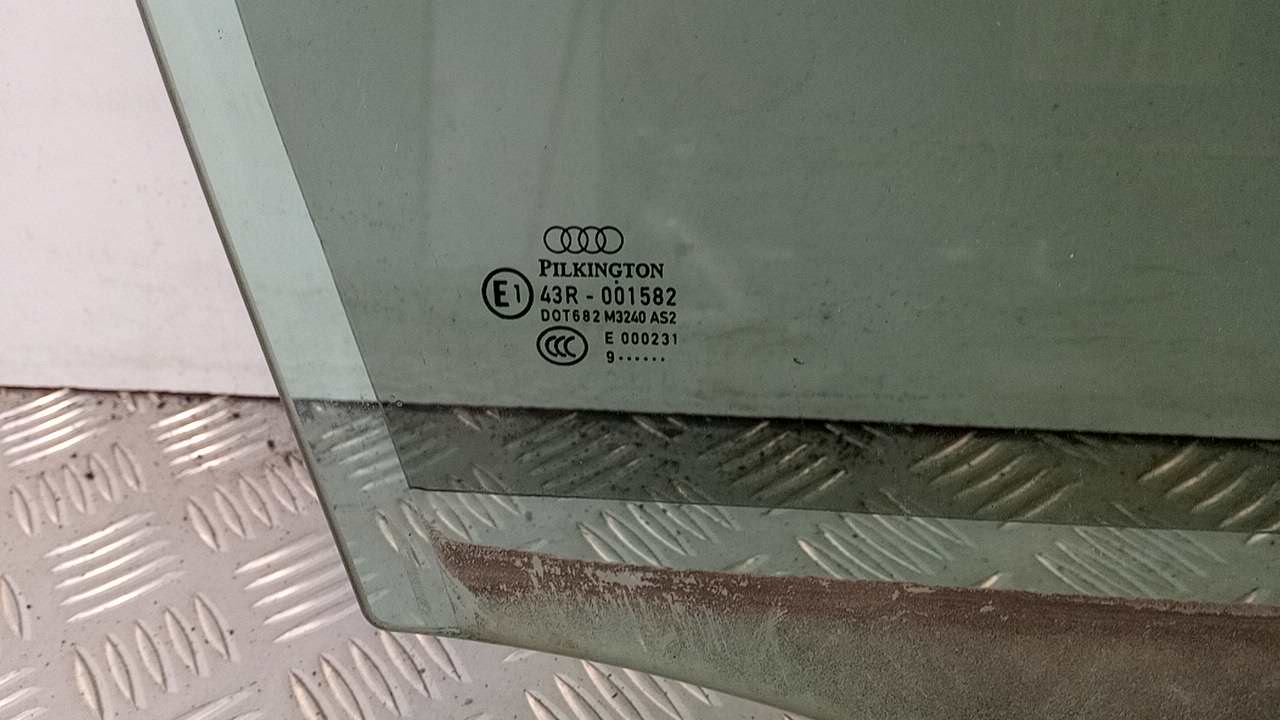 PILKINGTON
E1 43R - 001582
DOT682 M3240 AS2
CCC E 000231
9······